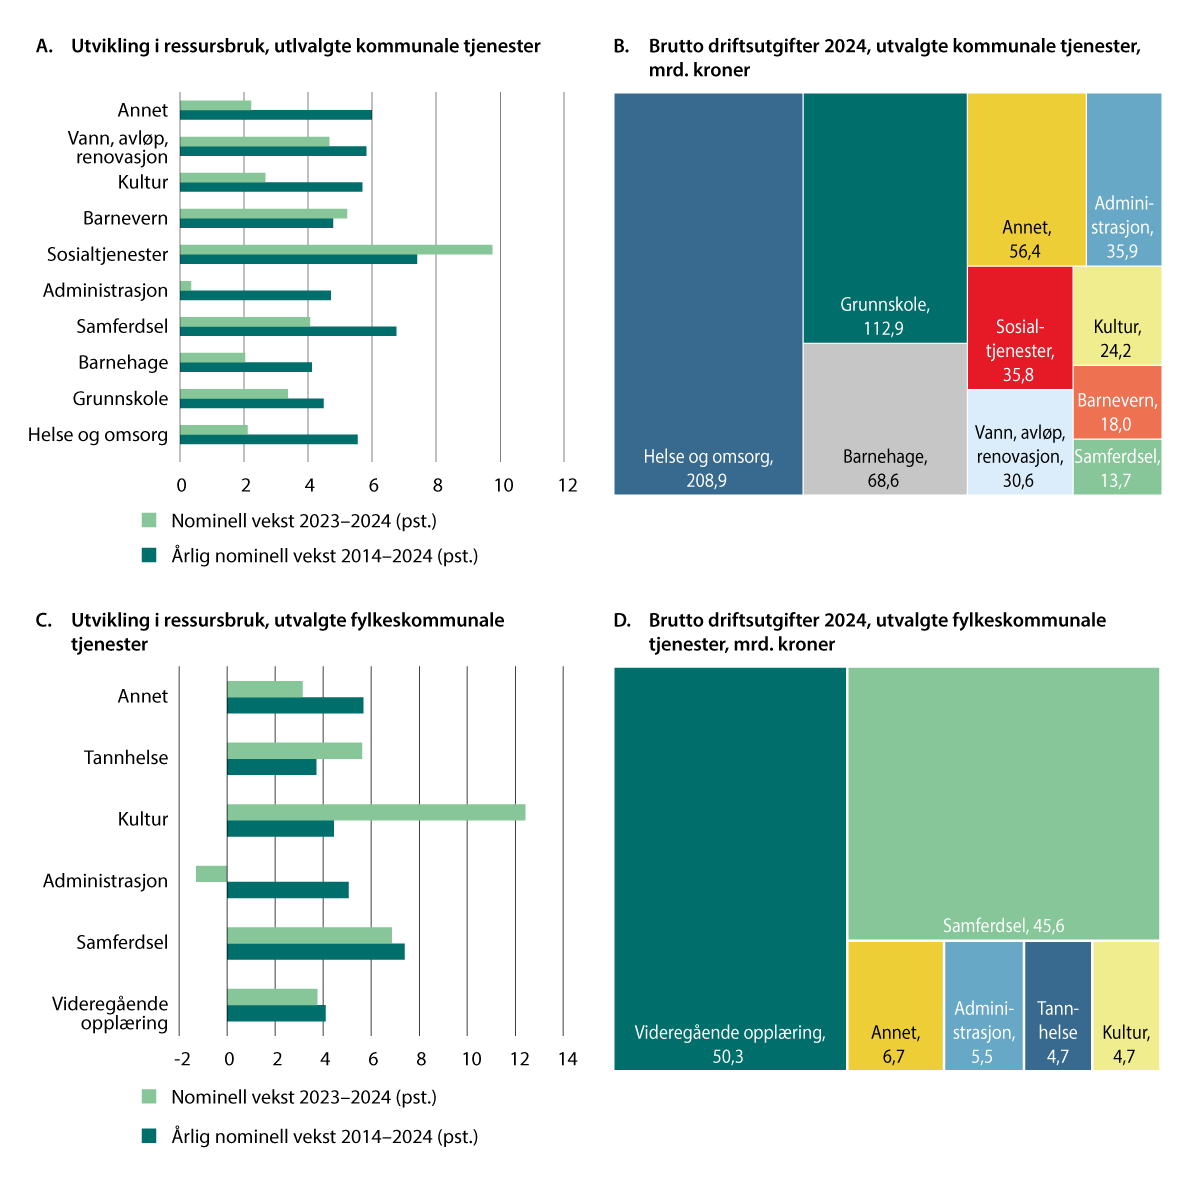 A. Utvikling i ressursbruk, utlvalgte kommunale tjenester
Annet
Vann, avløp,
renovasjon
Kultur
Barnevern
Sosialtjenester
Administrasjon
Samferdsel
Barnehage
Grunnskole
Helse og omsorg
0 2 4 6 8 10 12
Nominell vekst 2023–2024 (pst.)
Årlig nominell vekst 2014–2024 (pst.)
B. Brutto driftsutgifter 2024, utvalgte kommunale tjenester,
mrd. kroner
Helse og omsorg,
208,9
Grunnskole,
112,9
Barnehage,
68,6
Annet,
56,4
Admini-
strasjon,
35,9
Sosial-
tjenester,
35,8
Vann, avløp,
renovasjon,
30,6
Kultur,
24,2
Barnevern,
18,0
Samferdsel,
13,7
C. Utvikling i ressursbruk, utvalgte fylkeskommunale
tjenester
Annet
Tannhelse
Kultur
Administrasjon
Samferdsel
Videregående
opplæring
-2 0 2 4 6 8 10 12 14
Nominell vekst 2023–2024 (pst.)
Årlig nominell vekst 2014–2024 (pst.)
D. Brutto driftsutgifter 2024, utvalgte fylkeskommunale
tjenester, mrd. kroner
Videregående opplæring,
50,3
Samferdsel, 45,6
Annet,
6,7
Admini-
strasjon,
5,5
Tann-
helse
4,7
Kultur,
4,7